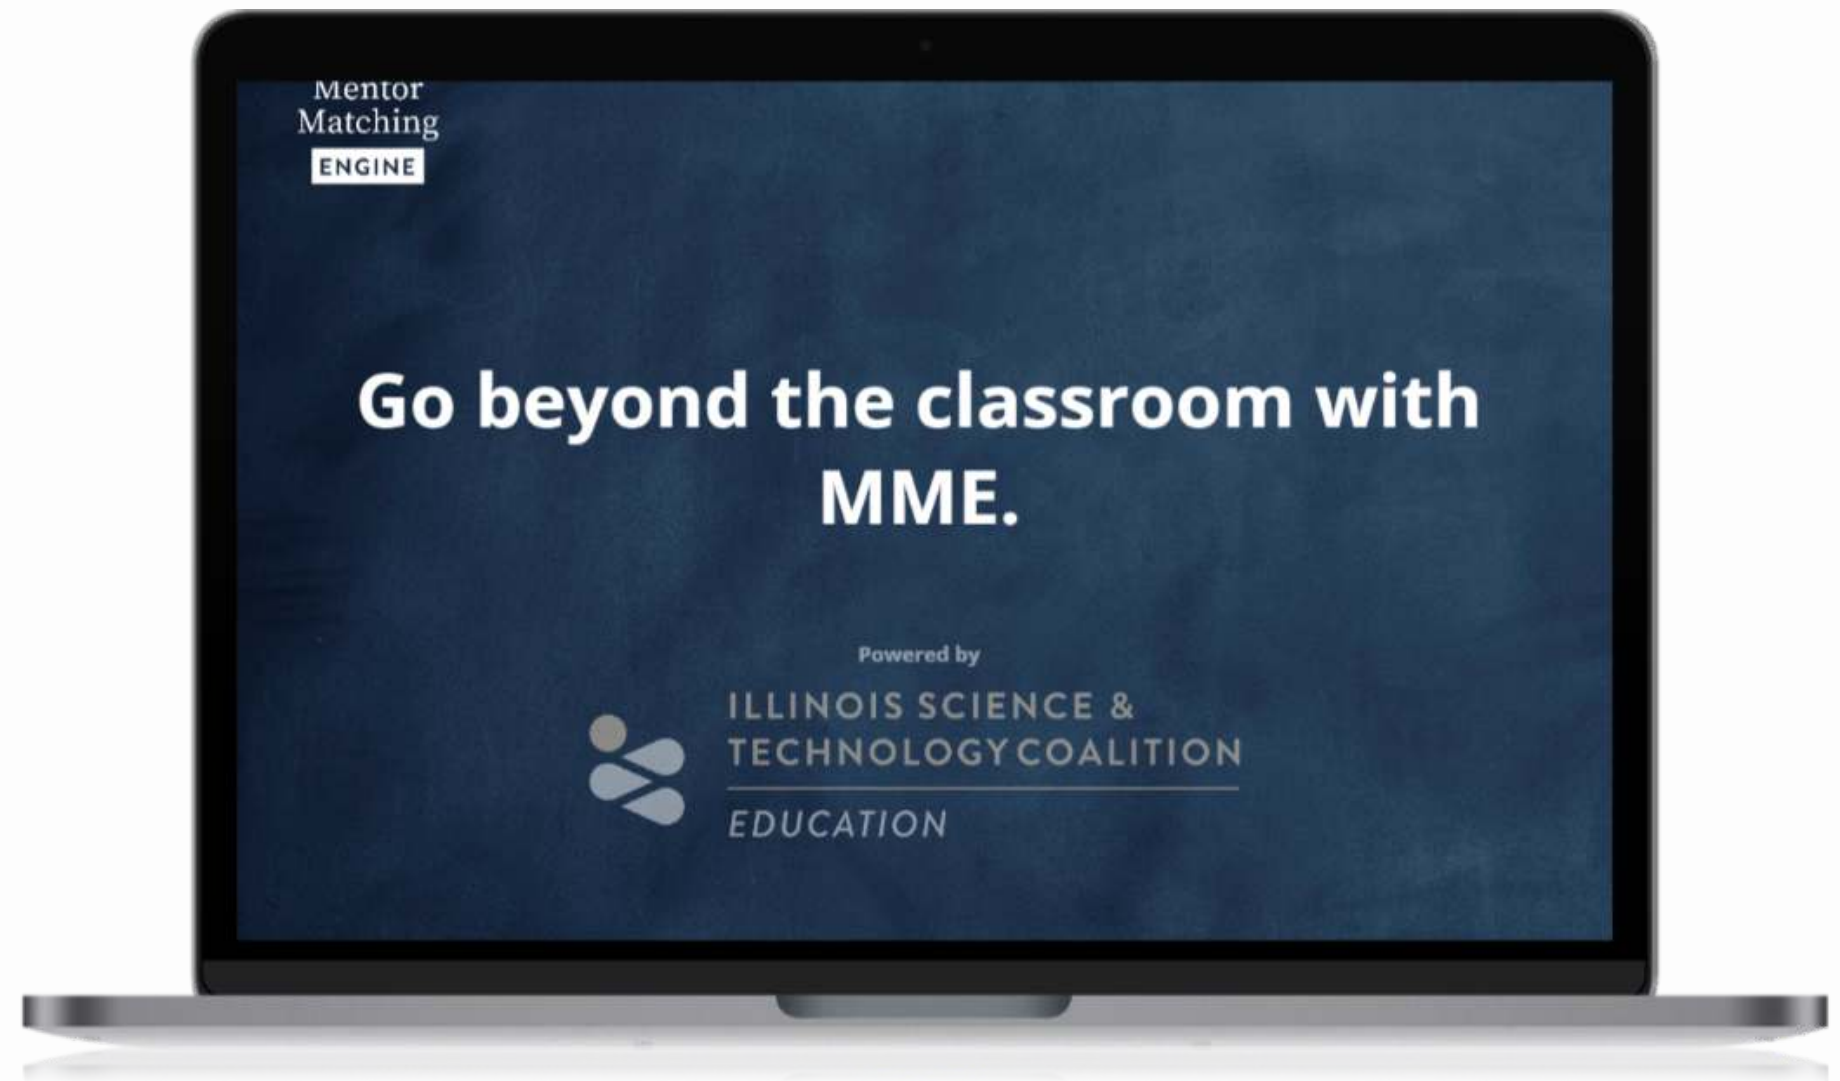 Mentor
Matching
ENGINE
Go beyond the classroom with
MME.
Powered by
ILLINOIS SCIENCE &
TECHNOLOGY COALITION
EDUCATION